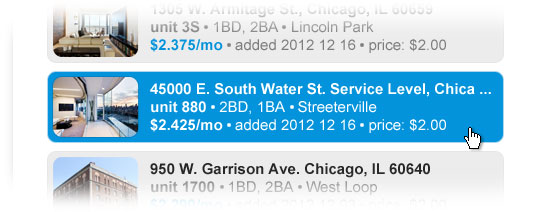 1305 W. Armitage St., Chicago, IL 60659
unit 3S • 1BD, 2BA • Lincoln Park
$2.375/mo • added 2012 12 16 • price: $2.00
45000 E. South Water St. Service Level, Chica ...
unit 880 • 2BD, 1BA • Streeterville
$2.425/mo • added 2012 12 16 • price: $2.00
950 W. Garrison Ave. Chicago, IL 60640
unit 1700 • 1BD, 2BA • West Loop